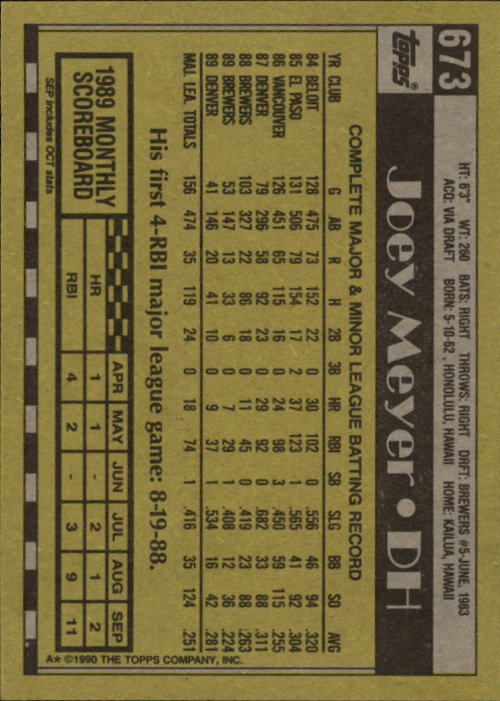 673
topps®
HT: 6'3" WT: 260 BATS: RIGHT THROWS: RIGHT DRFT: BREWERS #5-JUNE, 1983
ACQ: VIA DRAFT BORN: 5-10-62, HONOLULU, HAWAII HOME: KAILUA, HAWAII
Joey Meyer • DH
COMPLETE MAJOR & MINOR LEAGUE BATTING RECORD
YR CLUB G AB R H 2B 3B HR RBI SB SLG BB SO AVG
84 BELOIT 128 475 73 152 22 0 30 102 0 .556 46 94 .320
85 EL PASO 131 506 79 154 17 2 37 123 1 .565 41 92 .304
86 VANCOUVER 126 451 65 115 16 0 24 98 3 .450 59 115 .255
87 DENVER 79 296 58 92 23 0 29 92 0 .682 33 88 .311
88 BREWERS 103 327 22 86 18 0 11 45 0 .419 23 88 .263
89 BREWERS 53 147 13 33 6 0 7 29 1 .408 12 36 .224
89 DENVER 41 146 20 41 10 0 9 37 1 .534 16 42 .281
MAJ. LEA. TOTALS 156 474 35 119 24 0 18 74 1 .416 35 124 .251
His first 4-RBI major league game: 8-19-88.
1989 MONTHLY SCOREBOARD
APR MAY JUN JUL AUG SEP
HR 1 1 - 2 1 2
RBI 4 2 - 3 9 11
SEP includes OCT stats
A* ©1990 THE TOPPS COMPANY, INC.